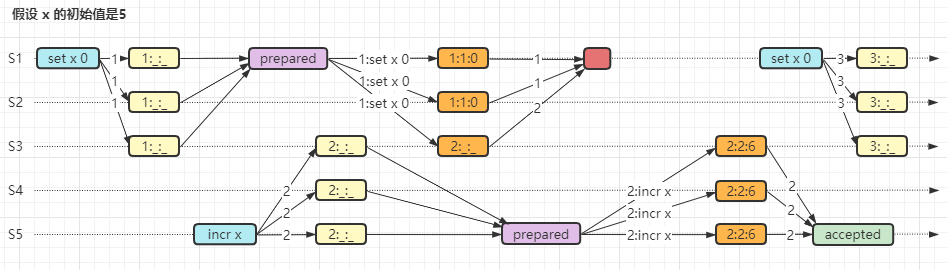 假设 x 的初始值是5
S1 set x 0 1 1:_:_ prepared 1:set x 0 1:1:0 1 set x 0 3 3:_:_
1 1:set x 0 3
S2 1 1:_:_ 1:set x 0 1:1:0 1 3 3:_:_
2
S3 1:_:_ 2:_:_ 2:_:_ 2:2:6 3:_:_
2 2:incr x 2
S4 2 2:_:_ 2:incr x 2:2:6 2
S5 incr x 2 2:_:_ prepared 2:incr x 2:2:6 2 accepted